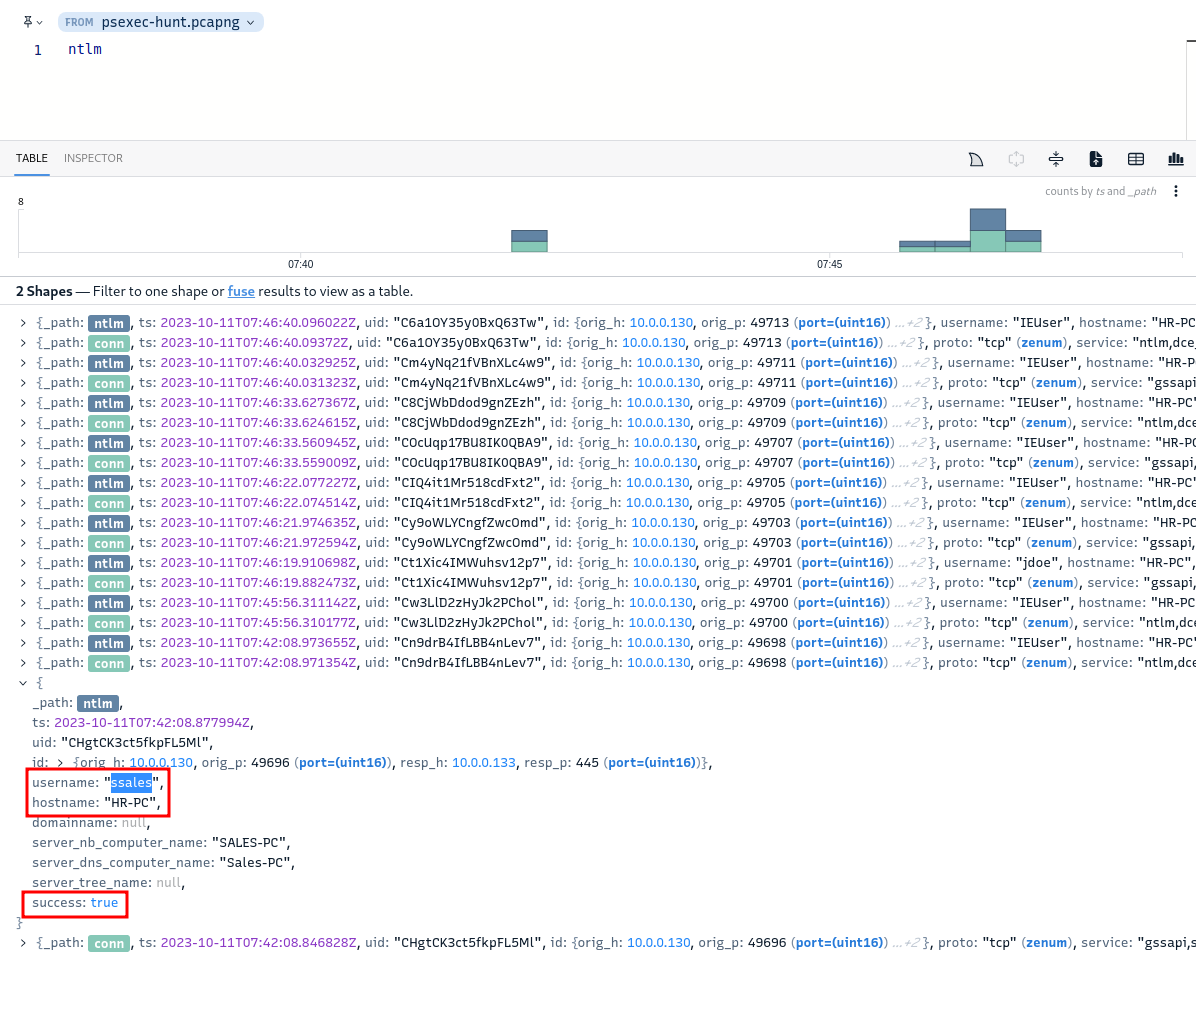 FROM psexec-hunt.pcapng
1 ntlm
TABLE INSPECTOR
counts by ts and _path
8
07:40 07:45
2 Shapes — Filter to one shape or fuse results to view as a table.
{_path: ntlm, ts: 2023-10-11T07:46:40.096022Z, uid: "C6a1OY35y0BxQ63Tw", id: {orig_h: 10.0.0.130, orig_p: 49713 (port=(uint16)) ...+2}, username: "IEUser", hostname: "HR-PC
{_path: conn, ts: 2023-10-11T07:46:40.09372Z, uid: "C6a1OY35y0BxQ63Tw", id: {orig_h: 10.0.0.130, orig_p: 49713 (port=(uint16)) ...+2}, proto: "tcp" (zenum), service: "ntlm,dce_
{_path: ntlm, ts: 2023-10-11T07:46:40.032925Z, uid: "Cm4yNq21fVBnXLc4w9", id: {orig_h: 10.0.0.130, orig_p: 49711 (port=(uint16)) ...+2}, username: "IEUser", hostname: "HR-P
{_path: conn, ts: 2023-10-11T07:46:40.031323Z, uid: "Cm4yNq21fVBnXLc4w9", id: {orig_h: 10.0.0.130, orig_p: 49711 (port=(uint16)) ...+2}, proto: "tcp" (zenum), service: "gssapi
{_path: ntlm, ts: 2023-10-11T07:46:33.627367Z, uid: "C8CjWbDdod9gnZEzh", id: {orig_h: 10.0.0.130, orig_p: 49709 (port=(uint16)) ...+2}, username: "IEUser", hostname: "HR-PC"
{_path: conn, ts: 2023-10-11T07:46:33.624615Z, uid: "C8CjWbDdod9gnZEzh", id: {orig_h: 10.0.0.130, orig_p: 49709 (port=(uint16)) ...+2}, proto: "tcp" (zenum), service: "ntlm,dce
{_path: ntlm, ts: 2023-10-11T07:46:33.560945Z, uid: "COcUqp17BU8IK0QBA9", id: {orig_h: 10.0.0.130, orig_p: 49707 (port=(uint16)) ...+2}, username: "IEUser", hostname: "HR-PC
{_path: conn, ts: 2023-10-11T07:46:33.559009Z, uid: "COcUqp17BU8IK0QBA9", id: {orig_h: 10.0.0.130, orig_p: 49707 (port=(uint16)) ...+2}, proto: "tcp" (zenum), service: "gssapi,
{_path: ntlm, ts: 2023-10-11T07:46:22.077227Z, uid: "CIQ4it1Mr518cdFxt2", id: {orig_h: 10.0.0.130, orig_p: 49705 (port=(uint16)) ...+2}, username: "IEUser", hostname: "HR-PC"
{_path: conn, ts: 2023-10-11T07:46:22.074514Z, uid: "CIQ4it1Mr518cdFxt2", id: {orig_h: 10.0.0.130, orig_p: 49705 (port=(uint16)) ...+2}, proto: "tcp" (zenum), service: "ntlm,dce
{_path: ntlm, ts: 2023-10-11T07:46:21.974635Z, uid: "Cy9oWLYCngfZwcOmd", id: {orig_h: 10.0.0.130, orig_p: 49703 (port=(uint16)) ...+2}, username: "IEUser", hostname: "HR-PC
{_path: conn, ts: 2023-10-11T07:46:21.972594Z, uid: "Cy9oWLYCngfZwcOmd", id: {orig_h: 10.0.0.130, orig_p: 49703 (port=(uint16)) ...+2}, proto: "tcp" (zenum), service: "gssapi,
{_path: ntlm, ts: 2023-10-11T07:46:19.910698Z, uid: "Ct1Xic4IMWuhsv12p7", id: {orig_h: 10.0.0.130, orig_p: 49701 (port=(uint16)) ...+2}, username: "jdoe", hostname: "HR-PC",
{_path: conn, ts: 2023-10-11T07:46:19.882473Z, uid: "Ct1Xic4IMWuhsv12p7", id: {orig_h: 10.0.0.130, orig_p: 49701 (port=(uint16)) ...+2}, proto: "tcp" (zenum), service: "gssapi,
{_path: ntlm, ts: 2023-10-11T07:45:56.311142Z, uid: "Cw3LlD2zHyJk2PChol", id: {orig_h: 10.0.0.130, orig_p: 49700 (port=(uint16)) ...+2}, username: "IEUser", hostname: "HR-PC
{_path: conn, ts: 2023-10-11T07:45:56.310177Z, uid: "Cw3LlD2zHyJk2PChol", id: {orig_h: 10.0.0.130, orig_p: 49700 (port=(uint16)) ...+2}, proto: "tcp" (zenum), service: "ntlm,dc
{_path: ntlm, ts: 2023-10-11T07:42:08.973655Z, uid: "Cn9drB4IfLBB4nLev7", id: {orig_h: 10.0.0.130, orig_p: 49698 (port=(uint16)) ...+2}, username: "IEUser", hostname: "HR-PC"
{_path: conn, ts: 2023-10-11T07:42:08.971354Z, uid: "Cn9drB4IfLBB4nLev7", id: {orig_h: 10.0.0.130, orig_p: 49698 (port=(uint16)) ...+2}, proto: "tcp" (zenum), service: "ntlm,dce
{
_path: ntlm,
ts: 2023-10-11T07:42:08.877994Z,
uid: "CHgtCK3ct5fkpFL5Ml",
id: {orig_h: 10.0.0.130, orig_p: 49696 (port=(uint16)), resp_h: 10.0.0.133, resp_p: 445 (port=(uint16))},
username: "ssales",
hostname: "HR-PC",
domainname: null,
server_nb_computer_name: "SALES-PC",
server_dns_computer_name: "Sales-PC",
server_tree_name: null,
success: true
}
{_path: conn, ts: 2023-10-11T07:42:08.846828Z, uid: "CHgtCK3ct5fkpFL5Ml", id: {orig_h: 10.0.0.130, orig_p: 49696 (port=(uint16)) ...+2}, proto: "tcp" (zenum), service: "gssapi,s